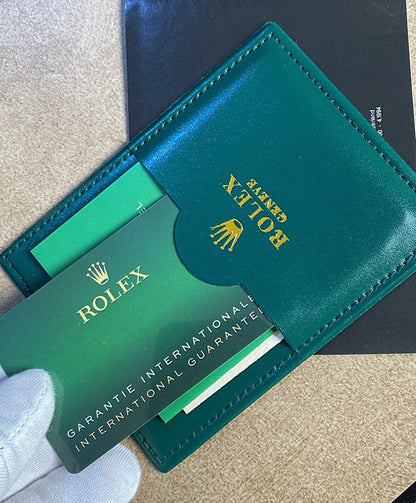 ROLEX
GENEVE
ROLEX
GARANTIE INTERNATIONALE
INTERNATIONAL GUARANTEE